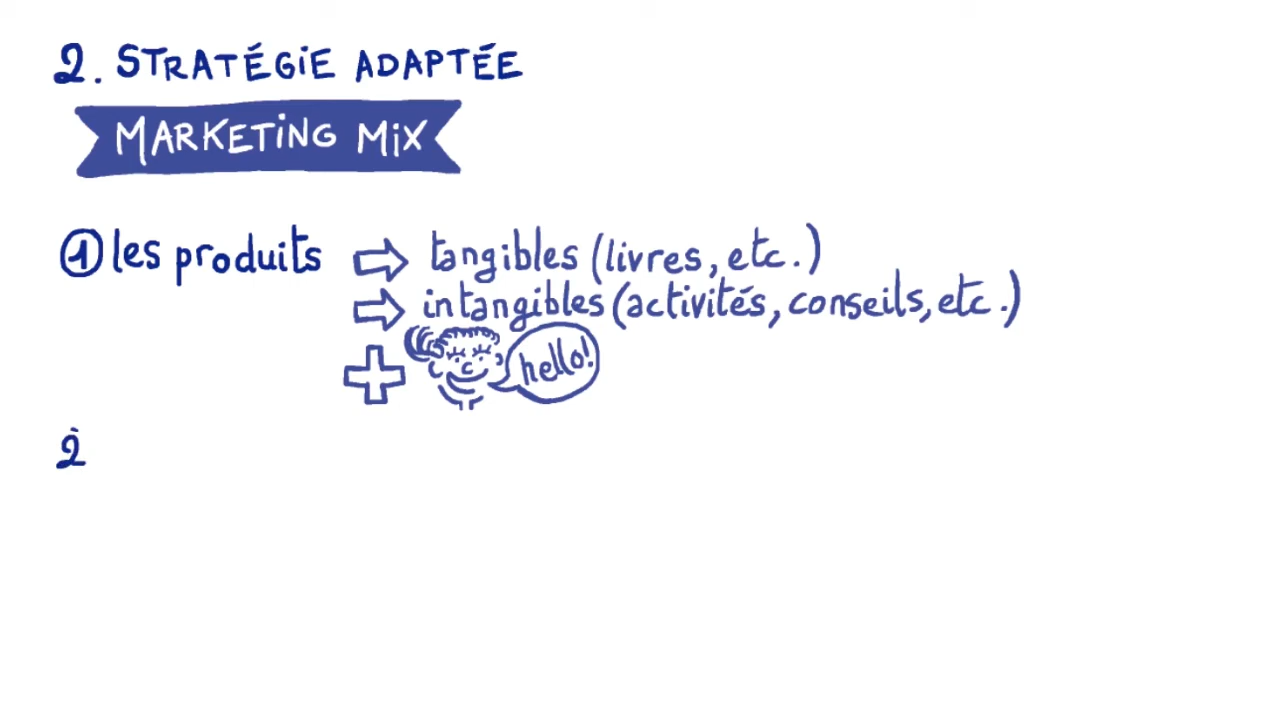 2. STRATÉGIE ADAPTÉE
MARKETING MIX
① les produits ⇨ tangibles (livres, etc.)
⇨ intangibles (activités, conseils, etc.)
+ hello!
2